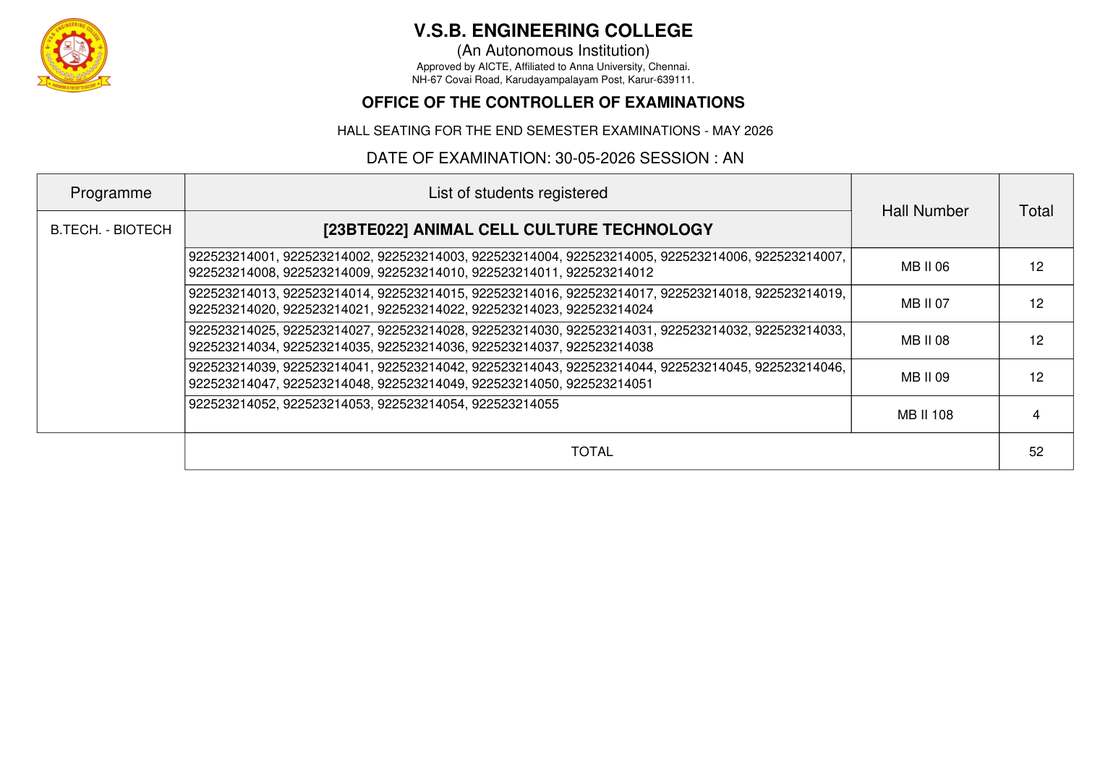 V.S.B. ENGINEERING COLLEGE
(An Autonomous Institution)
Approved by AICTE, Affiliated to Anna University, Chennai.
NH-67 Covai Road, Karudayampalayam Post, Karur-639111.
OFFICE OF THE CONTROLLER OF EXAMINATIONS
HALL SEATING FOR THE END SEMESTER EXAMINATIONS - MAY 2026
DATE OF EXAMINATION: 30-05-2026 SESSION : AN
Programme List of students registered Hall Number Total
B.TECH. - BIOTECH [23BTE022] ANIMAL CELL CULTURE TECHNOLOGY
922523214001, 922523214002, 922523214003, 922523214004, 922523214005, 922523214006, 922523214007,
922523214008, 922523214009, 922523214010, 922523214011, 922523214012
MB II 06 12
922523214013, 922523214014, 922523214015, 922523214016, 922523214017, 922523214018, 922523214019,
922523214020, 922523214021, 922523214022, 922523214023, 922523214024
MB II 07 12
922523214025, 922523214027, 922523214028, 922523214030, 922523214031, 922523214032, 922523214033,
922523214034, 922523214035, 922523214036, 922523214037, 922523214038
MB II 08 12
922523214039, 922523214041, 922523214042, 922523214043, 922523214044, 922523214045, 922523214046,
922523214047, 922523214048, 922523214049, 922523214050, 922523214051
MB II 09 12
922523214052, 922523214053, 922523214054, 922523214055
MB II 108 4
TOTAL 52